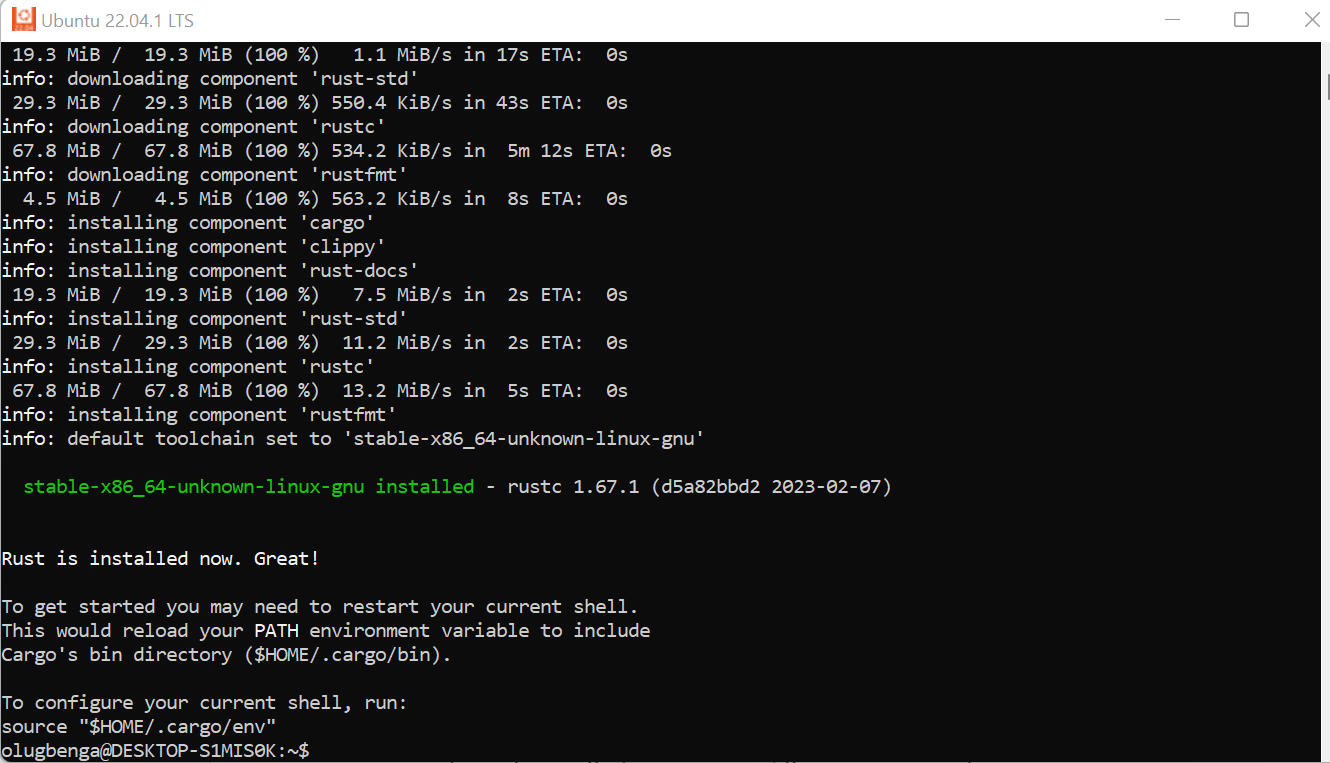 Ubuntu 22.04.1 LTS
19.3 MiB /  19.3 MiB (100 %)   1.1 MiB/s in 17s ETA:  0s
info: downloading component 'rust-std'
29.3 MiB /  29.3 MiB (100 %) 550.4 KiB/s in 43s ETA:  0s
info: downloading component 'rustc'
67.8 MiB /  67.8 MiB (100 %) 534.2 KiB/s in  5m 12s ETA:  0s
info: downloading component 'rustfmt'
4.5 MiB /   4.5 MiB (100 %) 563.2 KiB/s in  8s ETA:  0s
info: installing component 'cargo'
info: installing component 'clippy'
info: installing component 'rust-docs'
19.3 MiB /  19.3 MiB (100 %)   7.5 MiB/s in  2s ETA:  0s
info: installing component 'rust-std'
29.3 MiB /  29.3 MiB (100 %)  11.2 MiB/s in  2s ETA:  0s
info: installing component 'rustc'
67.8 MiB /  67.8 MiB (100 %)  13.2 MiB/s in  5s ETA:  0s
info: installing component 'rustfmt'
info: default toolchain set to 'stable-x86_64-unknown-linux-gnu'
stable-x86_64-unknown-linux-gnu installed - rustc 1.67.1 (d5a82bbd2 2023-02-07)
Rust is installed now. Great!
To get started you may need to restart your current shell.
This would reload your PATH environment variable to include
Cargo's bin directory ($HOME/.cargo/bin).
To configure your current shell, run:
source "$HOME/.cargo/env"
olugbenga@DESKTOP-S1MIS0K:~$